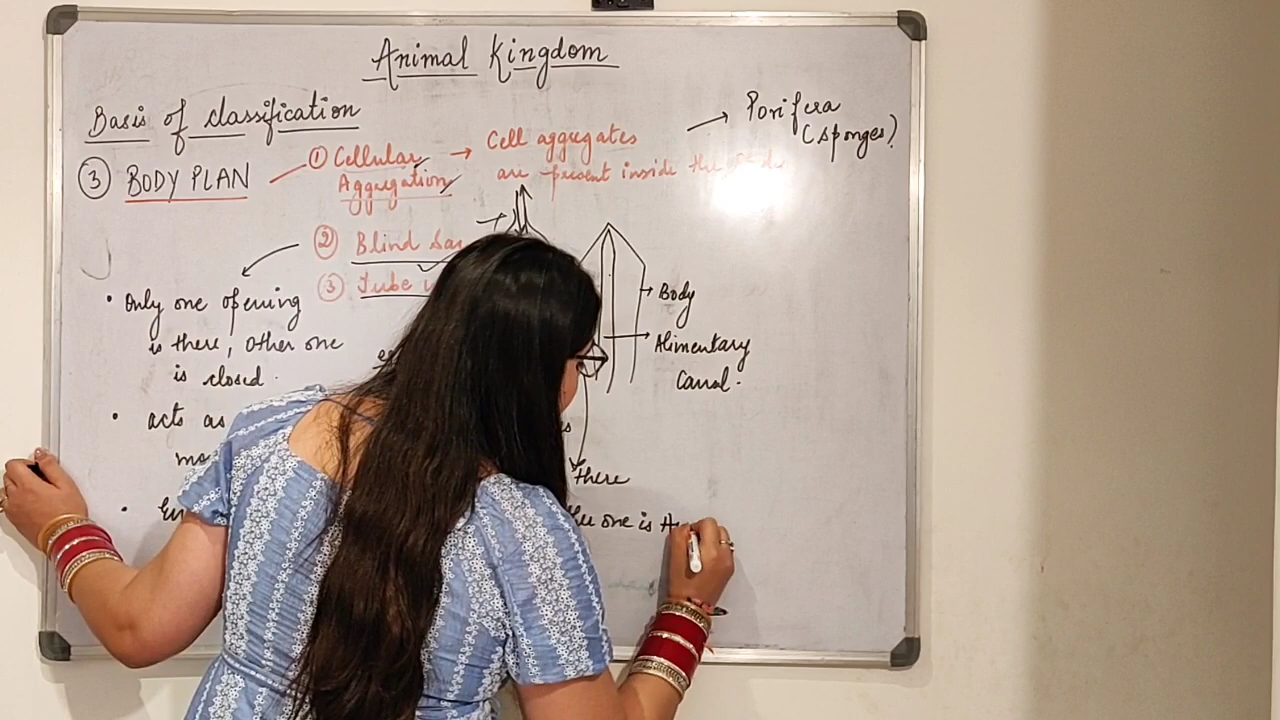 Animal Kingdom
Basis of classification
③ BODY PLAN
① Cellular
Aggregation
→ Cell aggregates
are present inside the
→ Porifera
(sponges)
② Blind Sac
③ Tube
• Only one opening
is there, Other one
is closed.
• acts as
is
there
one is
→ Body
Alimentary
Canal.